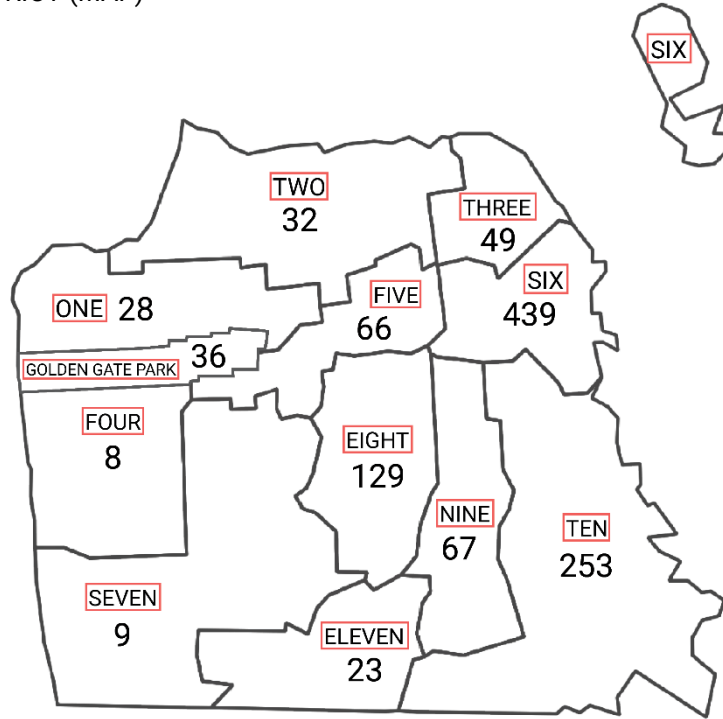 SIX
TWO
32
THREE
49
SIX
439
FIVE
66
ONE 28
36
GOLDEN GATE PARK
FOUR
8
EIGHT
129
NINE
67
TEN
253
SEVEN
9
ELEVEN
23